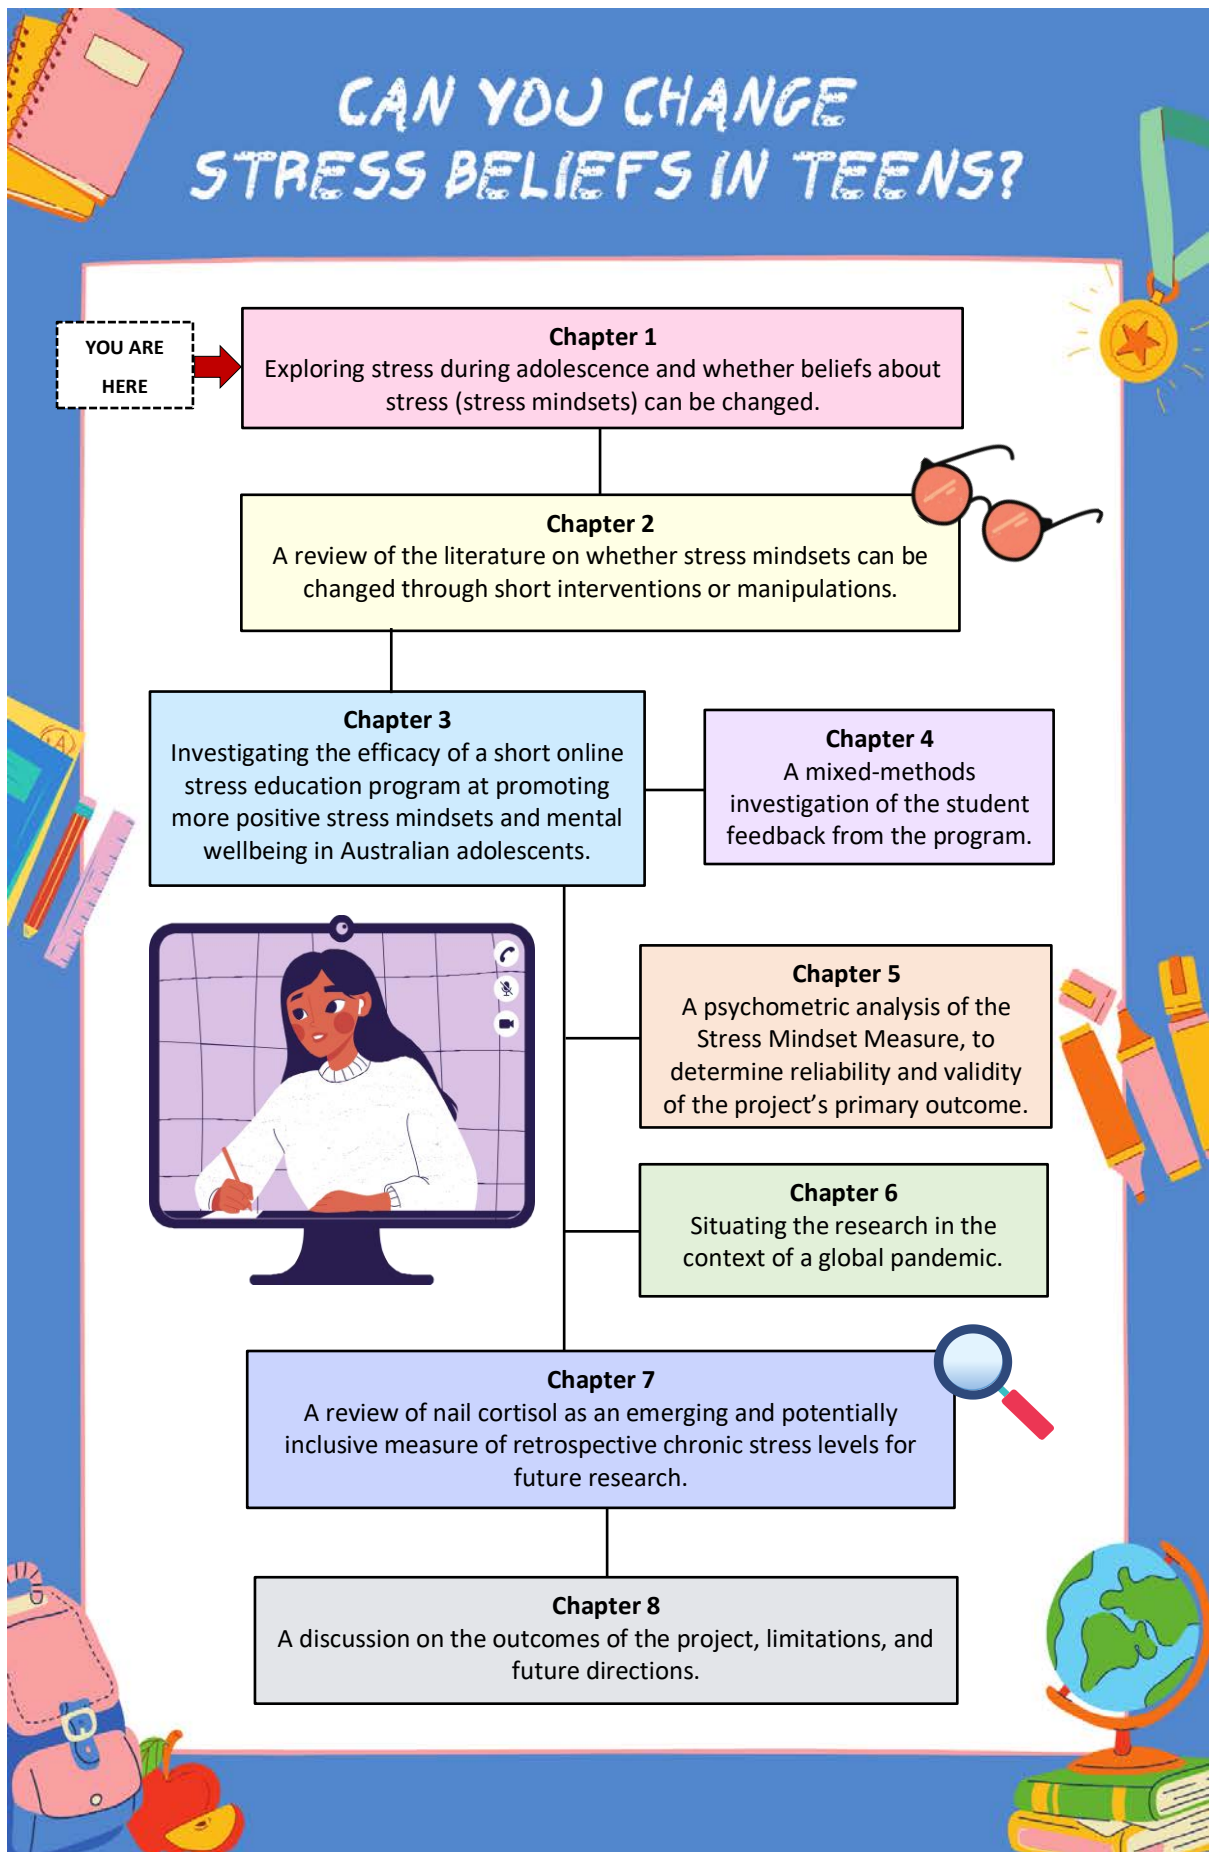 CAN YOU CHANGE
STRESS BELIEFS IN TEENS?
YOU ARE
HERE
Chapter 1
Exploring stress during adolescence and whether beliefs about
stress (stress mindsets) can be changed.
Chapter 2
A review of the literature on whether stress mindsets can be
changed through short interventions or manipulations.
Chapter 3
Investigating the efficacy of a short online
stress education program at promoting
more positive stress mindsets and mental
wellbeing in Australian adolescents.
Chapter 4
A mixed-methods
investigation of the student
feedback from the program.
Chapter 5
A psychometric analysis of the
Stress Mindset Measure, to
determine reliability and validity
of the project’s primary outcome.
Chapter 6
Situating the research in the
context of a global pandemic.
Chapter 7
A review of nail cortisol as an emerging and potentially
inclusive measure of retrospective chronic stress levels for
future research.
Chapter 8
A discussion on the outcomes of the project, limitations, and
future directions.